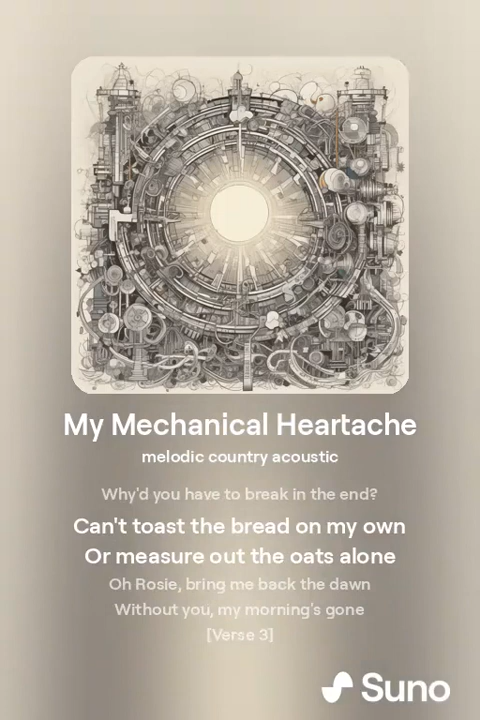 My Mechanical Heartache
melodic country acoustic
Why'd you have to break in the end?
Can't toast the bread on my own
Or measure out the oats alone
Oh Rosie, bring me back the dawn
Without you, my morning's gone
[Verse 3]
Suno